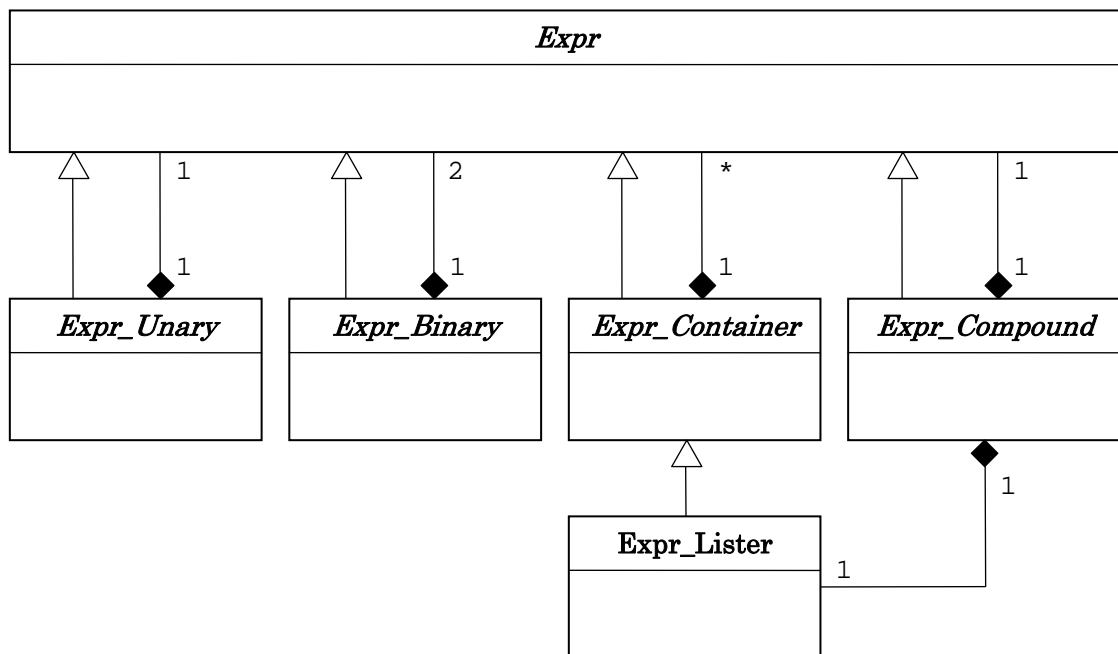 Expr
1 2 * 1
1 1 1 1
Expr_Unary Expr_Binary Expr_Container Expr_Compound
1
Expr_Lister
1